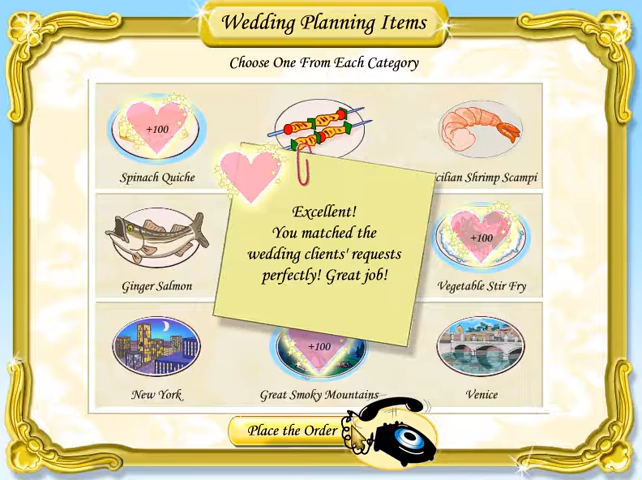 Wedding Planning Items
Choose One From Each Category
+100
Spinach Quiche
cilian Shrimp Scampi
Excellent!
You matched the
wedding clients' requests
perfectly! Great job!
+100
Ginger Salmon
Vegetable Stir Fry
+100
New York
Great Smoky Mountains
Venice
Place the Order